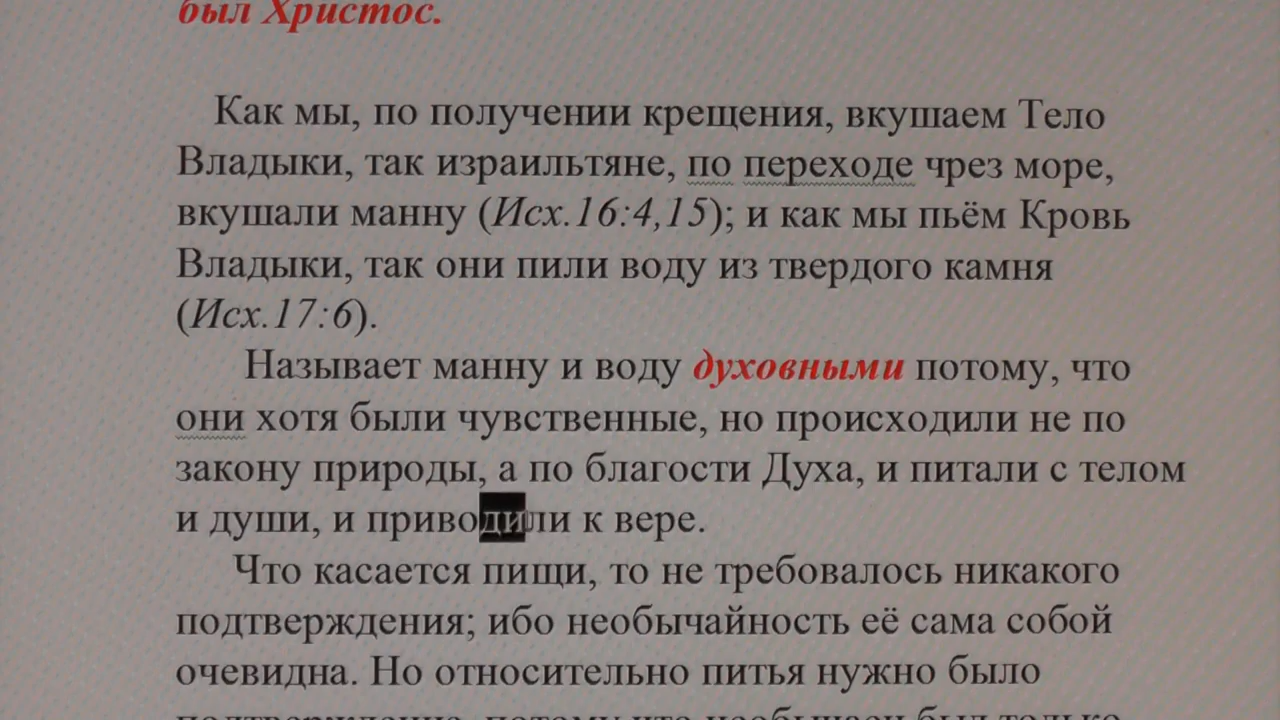 был Христос.
Как мы, по получении крещения, вкушаем Тело
Владыки, так израильтяне, по переходе чрез море,
вкушали манну (Исх.16:4,15); и как мы пьём Кровь
Владыки, так они пили воду из твердого камня
(Исх.17:6).
Называет манну и воду духовными потому, что
они хотя были чувственные, но происходили не по
закону природы, а по благости Духа, и питали с телом
и души, и приводили к вере.
Что касается пищи, то не требовалось никакого
подтверждения; ибо необычайность её сама собой
очевидна. Но относительно питья нужно было